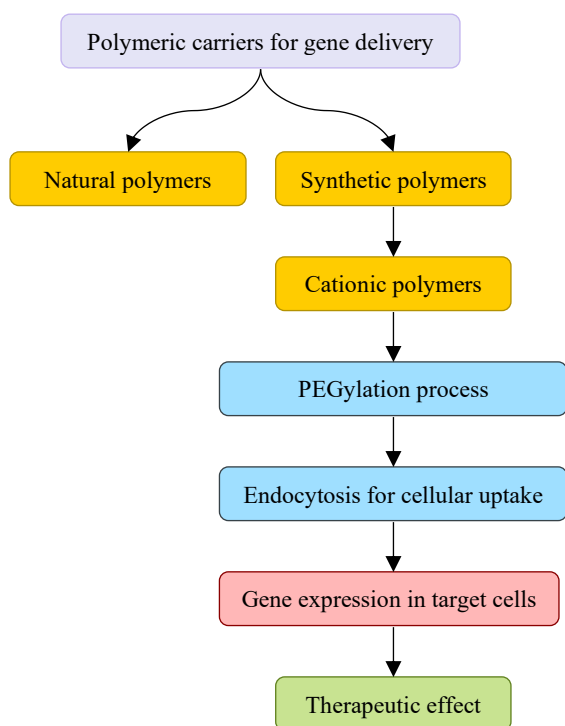 Polymeric carriers for gene delivery
Natural polymers
Synthetic polymers
Cationic polymers
PEGylation process
Endocytosis for cellular uptake
Gene expression in target cells
Therapeutic effect